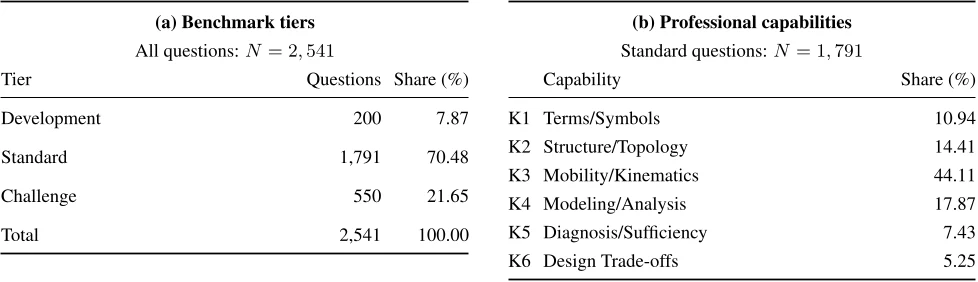 (a) Benchmark tiers
All questions: N = 2, 541
Tier Questions Share (%)
Development 200 7.87
Standard 1,791 70.48
Challenge 550 21.65
Total 2,541 100.00
(b) Professional capabilities
Standard questions: N = 1, 791
Capability Share (%)
K1 Terms/Symbols 10.94
K2 Structure/Topology 14.41
K3 Mobility/Kinematics 44.11
K4 Modeling/Analysis 17.87
K5 Diagnosis/Sufficiency 7.43
K6 Design Trade-offs 5.25